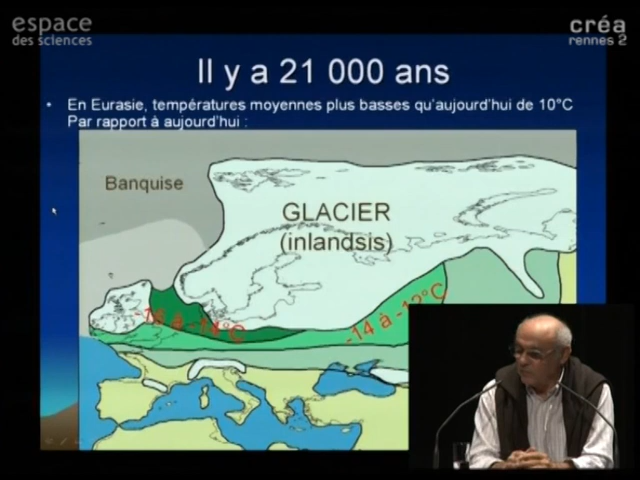 espace
des sciences
créa
rennes 2
Il y a 21 000 ans
• En Eurasie, températures moyennes plus basses qu'aujourd'hui de 10°C
Par rapport à aujourd'hui :
Banquise
GLACIER
(inlandsis)
à -14°C
-14 à -12°C